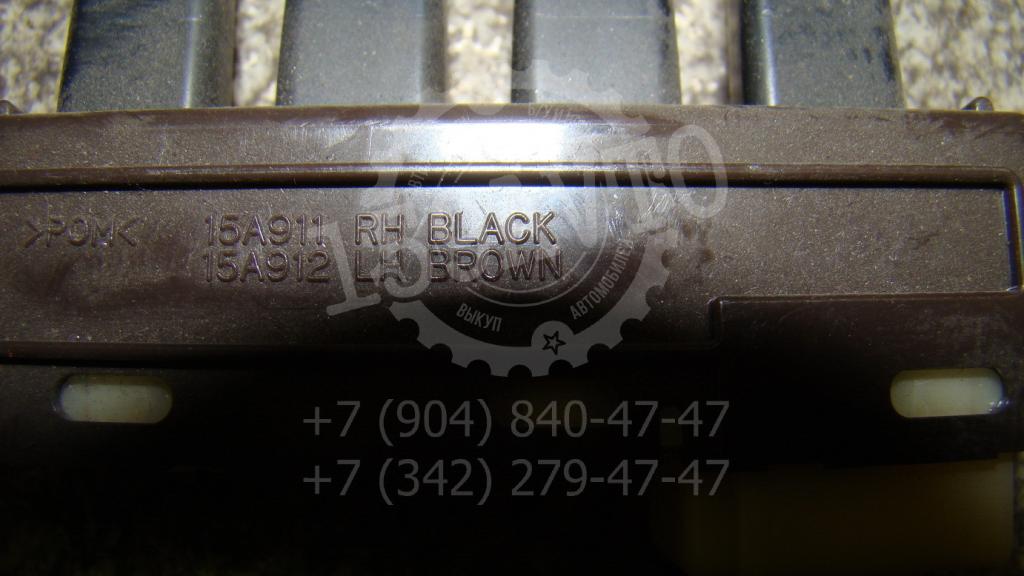 >POM< 15A911 RH BLACK
15A912 LH BROWN
ВЫКУП АВТОМОБИЛЕЙ
+7 (904) 840-47-47
+7 (342) 279-47-47